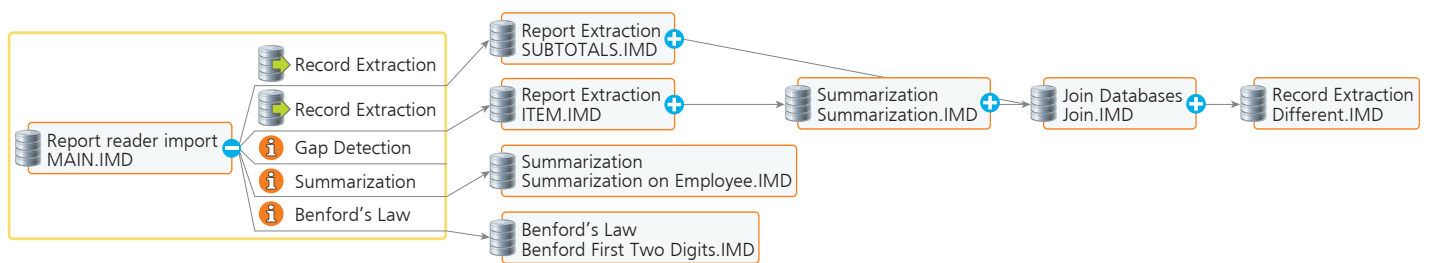 Report reader import
MAIN.IMD
Record Extraction
Record Extraction
Gap Detection
Summarization
Benford’s Law
Report Extraction
SUBTOTALS.IMD
Report Extraction
ITEM.IMD
Summarization
Summarization on Employee.IMD
Benford’s Law
Benford First Two Digits.IMD
Summarization
Summarization.IMD
Join Databases
Join.IMD
Record Extraction
Different.IMD